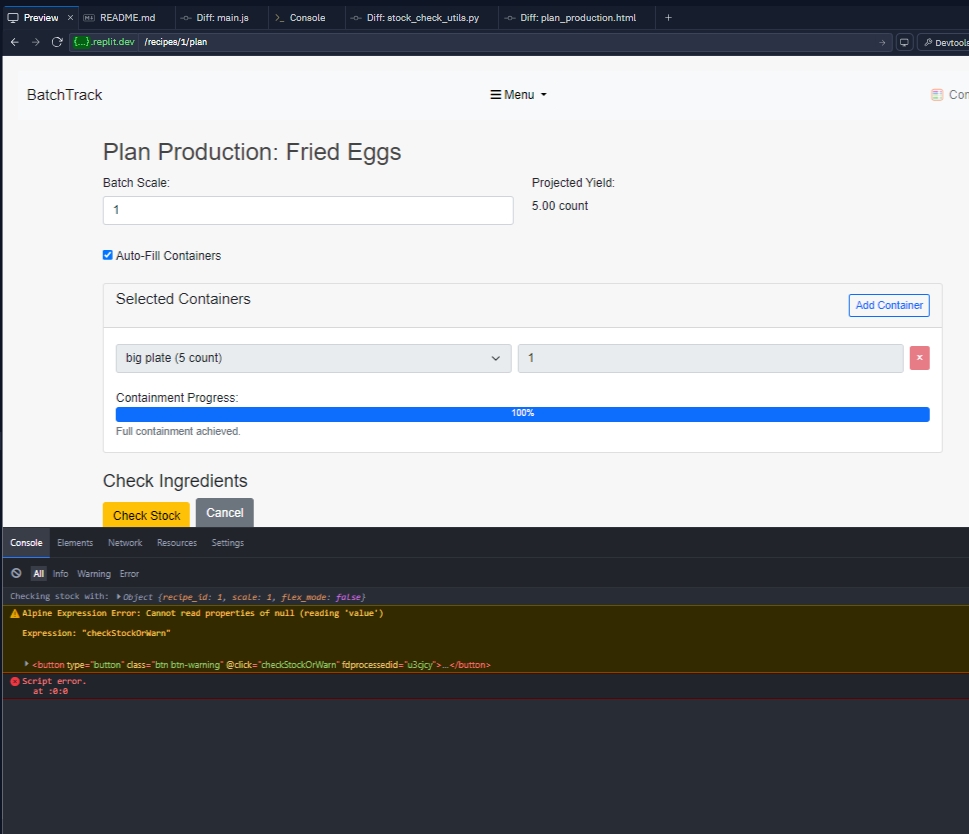 Preview × README.md Diff: main.js Console Diff: stock_check_utils.py Diff: plan_production.html +
{...}.replit.dev /recipes/1/plan Devtools
BatchTrack Menu Con
Plan Production: Fried Eggs
Batch Scale: Projected Yield:
1 5.00 count
Auto-Fill Containers
Selected Containers Add Container
big plate (5 count) 1 ×
Containment Progress:
100%
Full containment achieved.
Check Ingredients
Check Stock Cancel
Console Elements Network Resources Settings
All Info Warning Error
Checking stock with: Object {recipe_id: 1, scale: 1, flex_mode: false}
Alpine Expression Error: Cannot read properties of null (reading 'value')
Expression: "checkStockOrWarn"
<button type="button" class="btn btn-warning" @click="checkStockOrWarn" fdprocessedid="u3cjcy">…</button>
Script error.
at :0:0